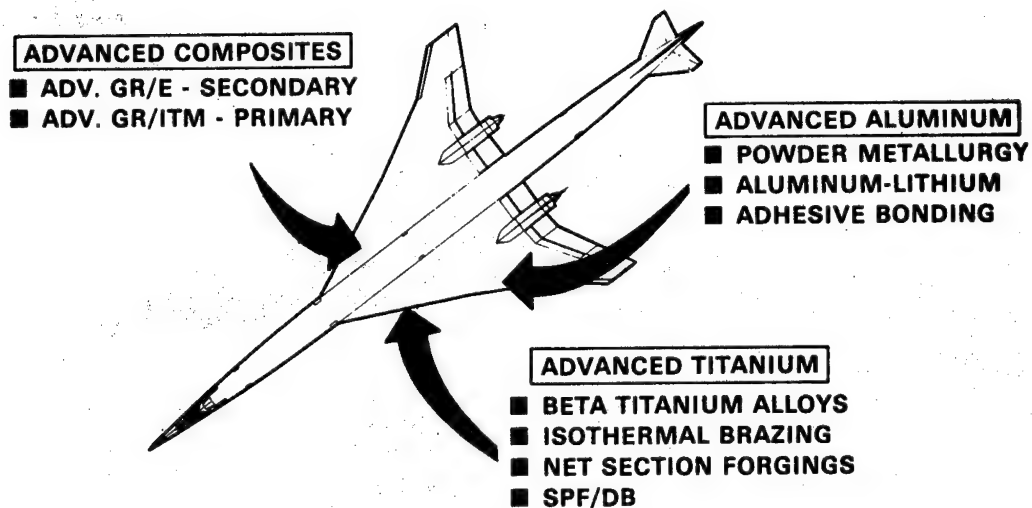 ADVANCED COMPOSITES
■ ADV. GR/E - SECONDARY
■ ADV. GR/ITM - PRIMARY
ADVANCED ALUMINUM
■ POWDER METALLURGY
■ ALUMINUM-LITHIUM
■ ADHESIVE BONDING
ADVANCED TITANIUM
■ BETA TITANIUM ALLOYS
■ ISOTHERMAL BRAZING
■ NET SECTION FORGINGS
■ SPF/DB